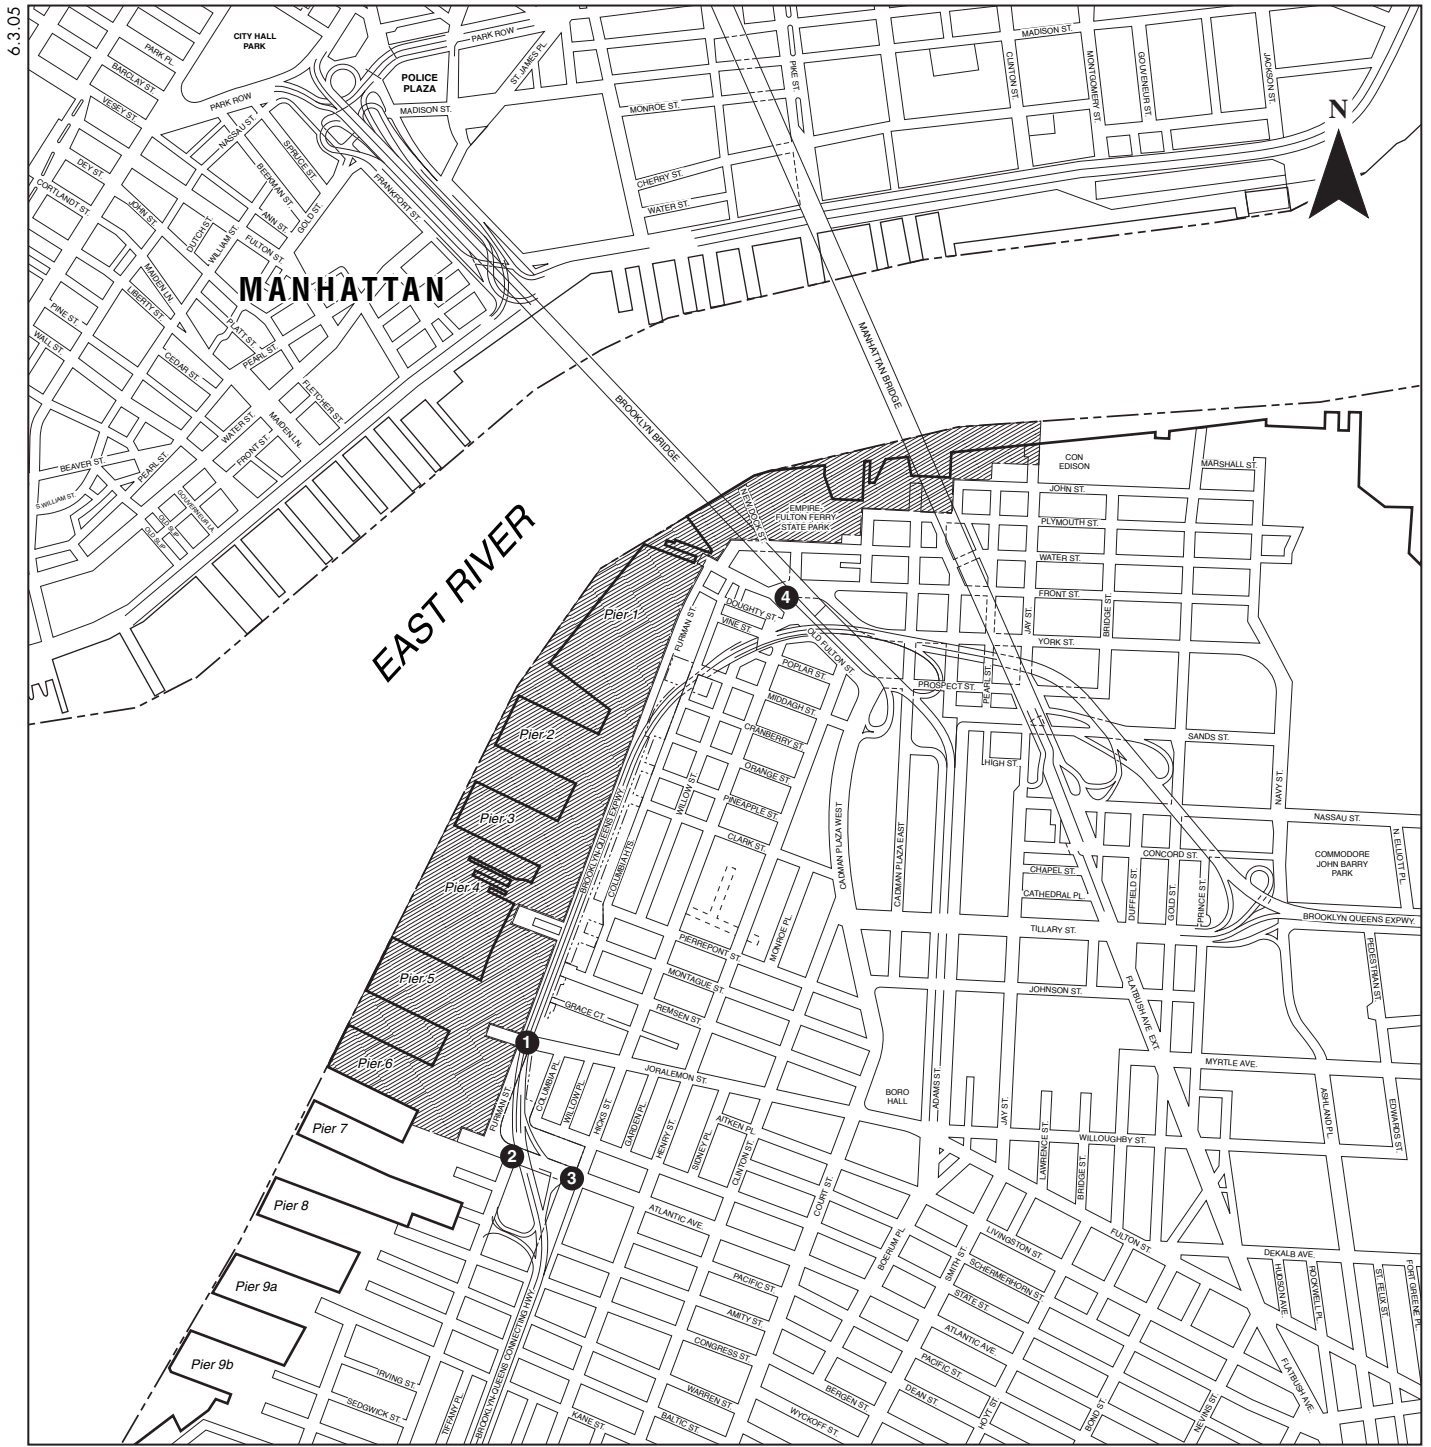 6.3.05
CITY HALL
PARK
PARK ROW
ST. JAMES PL.
MADISON ST.
PARK PL.
BARCLAY ST.
VESEY ST.
PARK ROW
POLICE
PLAZA
MADISON ST.
MONROE ST.
PIKE ST.
CLINTON ST.
MONTGOMERY ST.
GOUVENEUR ST.
JACKSON ST.
N
NASSAU ST.
SPRUCE ST.
BEEKMAN ST.
DEY ST.
CORTLANDT ST.
JOHN ST.
DUTCH ST.
WILLIAM ST.
ANN ST.
FULTON ST.
GOLD ST.
FRANKFORT ST.
CHERRY ST.
WATER ST.
MANHATTAN
MAIDEN LN.
LIBERTY ST.
PINE ST.
WALL ST.
PLATT ST.
PEARL ST.
CEDAR ST.
FLETCHER ST.
WATER ST.
MAIDEN LN.
FRONT ST.
BEAVER ST.
PEARL ST.
S. WILLIAM ST.
GOUVERNEUR LA.
OLD SLIP
OLD SLIP
MANHATTAN BRIDGE
BROOKLYN BRIDGE
EAST RIVER
NEW DOCK ST.
EMPIRE-
FULTON FERRY
STATE PARK
CON
EDISON
MARSHALL ST.
JOHN ST.
PLYMOUTH ST.
WATER ST.
FRONT ST.
JAY ST.
BRIDGE ST.
YORK ST.
4
DOUGHTY ST.
VINE ST.
FURMAN ST.
OLD FULTON ST.
POPLAR ST.
PROSPECT ST.
PEARL ST.
MIDDAGH ST.
CRANBERRY ST.
ORANGE ST.
PINEAPPLE ST.
CLARK ST.
WILLOW ST.
COLUMBIA HTS.
BROOKLYN-QUEENS EXPWY.
HIGH ST.
SANDS ST.
NAVY ST.
NASSAU ST.
N. ELLIOTT PL.
COMMODORE
JOHN BARRY
PARK
CONCORD ST.
CHAPEL ST.
CATHEDRAL PL.
DUFFIELD ST.
GOLD ST.
PRINCE ST.
BROOKLYN QUEENS EXPWY.
CADMAN PLAZA WEST
CADMAN PLAZA EAST
TILLARY ST.
Pier 1
Pier 2
Pier 3
Pier 4
Pier 5
Pier 6
Pier 7
Pier 8
Pier 9a
Pier 9b
PIERREPONT ST.
MONROE PL.
MONTAGUE ST.
REMSEN ST.
GRACE CT.
JOHNSON ST.
FLATBUSH AVE. EXT.
PEDESTRIAN ST.
1
JORALEMON ST.
MYRTLE AVE.
BORO
HALL
ADAMS ST.
JAY ST.
ASHLAND PL.
EDWARDS ST.
FURMAN ST.
COLUMBIA PL.
WILLOW PL.
HICKS ST.
GARDEN PL.
HENRY ST.
SIDNEY PL.
AITKEN PL.
CLINTON ST.
COURT ST.
2
3
WILLOUGHBY ST.
LAWRENCE ST.
BRIDGE ST.
ATLANTIC AVE.
BOERUM PL.
SMITH ST.
LIVINGSTON ST.
FULTON ST.
SCHERMERHORN ST.
STATE ST.
DEKALB AVE.
HUDSON AVE.
ROCKWELL PL.
ST. FELIX ST.
FORT GREENE PL.
PACIFIC ST.
AMITY ST.
CONGRESS ST.
ATLANTIC AVE.
PACIFIC ST.
DEAN ST.
BERGEN ST.
WYCKOFF ST.
WARREN ST.
BALTIC ST.
KANE ST.
IRVING ST.
SEDGWICK ST.
TIFFANY PL.
BROOKLYN-QUEENS CONNECTING HWY.
HOYT ST.
BOND ST.
NEVINS ST.
FLATBUSH AVE.